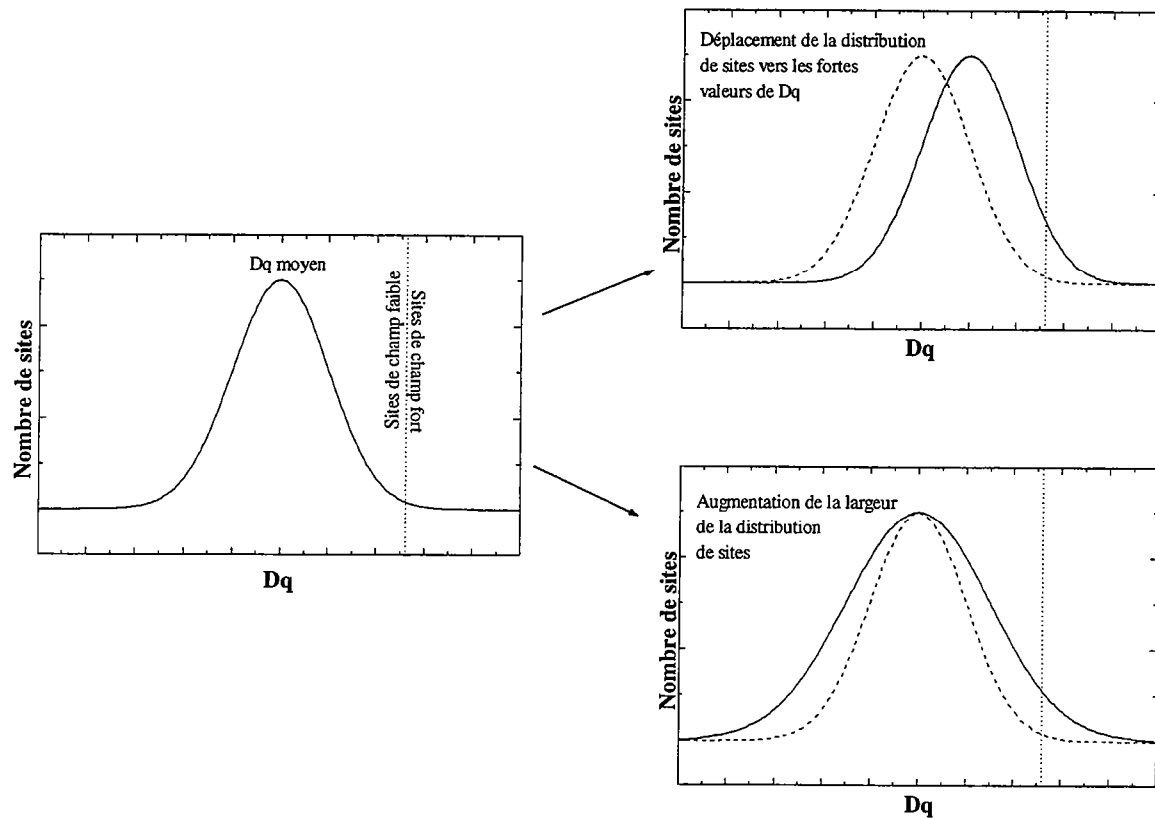 Dq moyen
Sites de champ faible
Sites de champ fort
Nombre de sites
Dq
Déplacement de la distribution
de sites vers les fortes
valeurs de Dq
Nombre de sites
Dq
Augmentation de la largeur
de la distribution
de sites
Nombre de sites
Dq